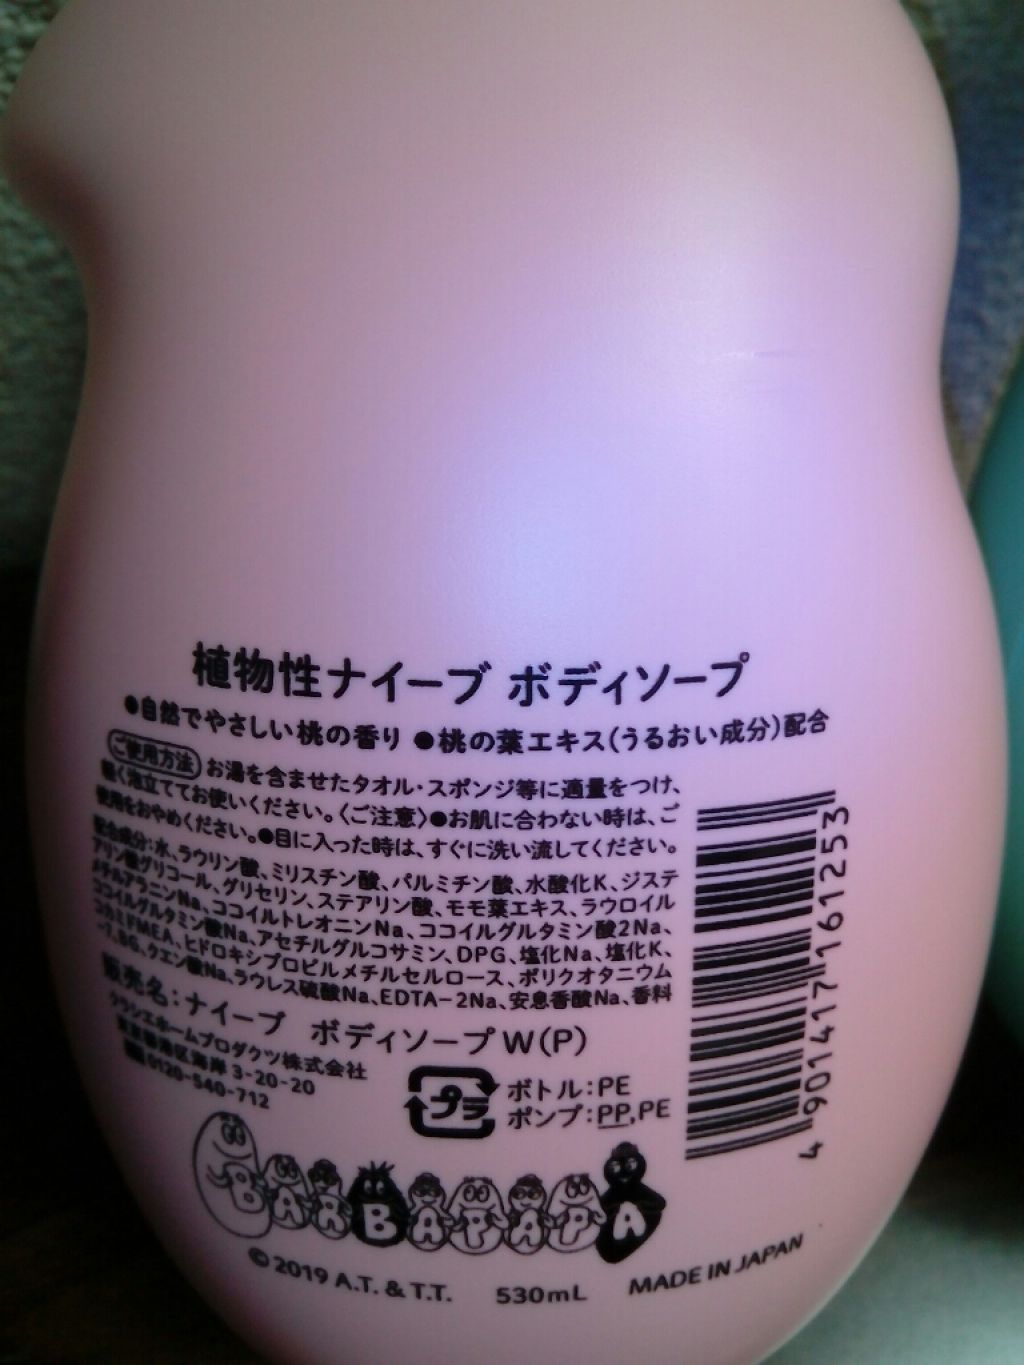 植物性ナイーブ ボディソープ
●自然でやさしい桃の香り ●桃の葉エキス(うるおい成分)配合
ご使用方法 お湯を含ませたタオル・スポンジ等に適量をつけ、
軽く泡立ててお使いください。〈ご注意〉●お肌に合わない時は、ご
使用をおやめください。●目に入った時は、すぐに洗い流してください。
配合成分:水、ラウリン酸、ミリスチン酸、パルミチン酸、水酸化K、ジステ
アリン酸グリコール、グリセリン、ステアリン酸、モモ葉エキス、ラウロイル
メチルアラニンNa、ココイルトレオニンNa、ココイルグルタミン酸2Na、
ココイルグルタミン酸Na、アセチルグルコサミン、DPG、塩化Na、塩化K、
コカミドMEA、ヒドロキシプロピルメチルセルロース、ポリクオタニウム
-7、BG、クエン酸Na、ラウレス硫酸Na、EDTA-2Na、安息香酸Na、香料
販売名:ナイーブ ボディソープW(P)
クラシエホームプロダクツ株式会社
東京都港区海岸 3-20-20
0120-540-712
プラ
ボトル:PE
ポンプ:PP,PE
4 901417 161253
BARBAPAPA
© 2019 A.T. & T.T. 530mL MADE IN JAPAN